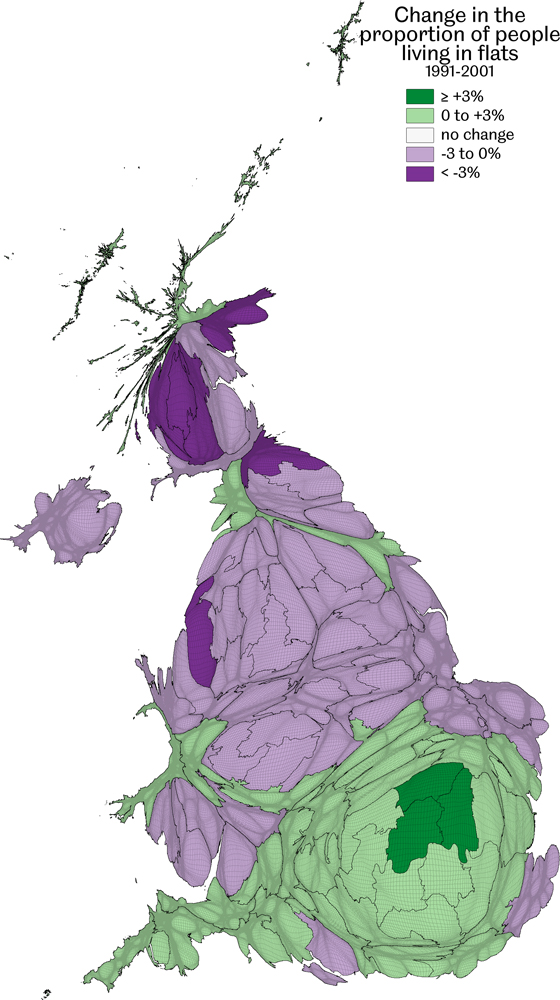 Change in the
proportion of people
living in flats
1991-2001
≥ +3%
0 to +3%
no change
-3 to 0%
< -3%